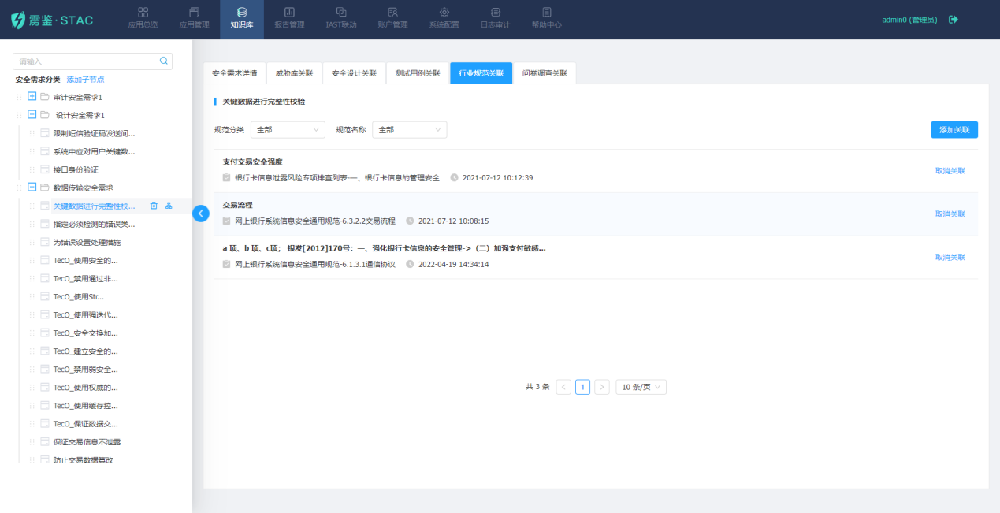 雳鉴·STAC
应用总览
应用管理
知识库
报告管理
IAST联动
账户管理
系统配置
日志审计
帮助中心
admin0 (管理员)
请输入
安全需求分类 添加子节点
审计安全需求1
设计安全需求1
限制短信验证码发送间...
系统中应对用户关键数...
接口身份验证
数据传输安全需求
关键数据进行完整性校...
指定必须检测的错误类...
为错误设置处理措施
TecO_使用安全的...
TecO_禁用通过非...
TecO_使用Str...
TecO_使用强迭代...
TecO_安全交换加...
TecO_建立安全的...
TecO_禁用弱安全...
TecO_使用权威的...
TecO_使用缓存控...
TecO_保证数据交...
保证交易信息不泄露
防止交易数据篡改
安全需求详情 威胁库关联 安全设计关联 测试用例关联 行业规范关联 问卷调查关联
关键数据进行完整性校验
规范分类 全部 规范名称 全部 添加关联
支付交易安全强度
银行卡信息泄露风险专项排查列表-一、银行卡信息的管理安全 2021-07-12 10:12:39
取消关联
交易流程
网上银行系统信息安全通用规范-6.3.2.2交易流程 2021-07-12 10:08:15
取消关联
a 项、b 项、c项； 银发[2012]170号：一、强化银行卡信息的安全管理->（二）加强支付敏感...
网上银行系统信息安全通用规范-6.1.3.1通信协议 2022-04-19 14:34:14
取消关联
共 3 条 < 1 > 10 条/页